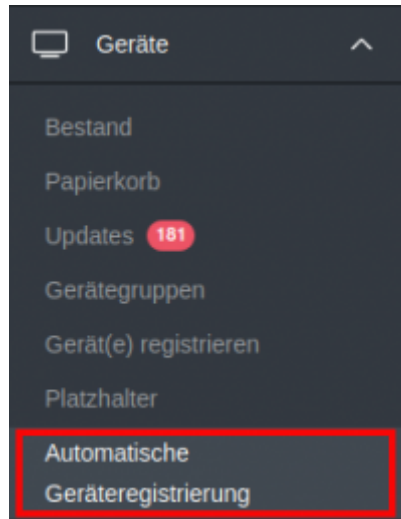 Geräte
Bestand
Papierkorb
Updates 181
Gerätegruppen
Gerät(e) registrieren
Platzhalter
Automatische
Geräteregistrierung